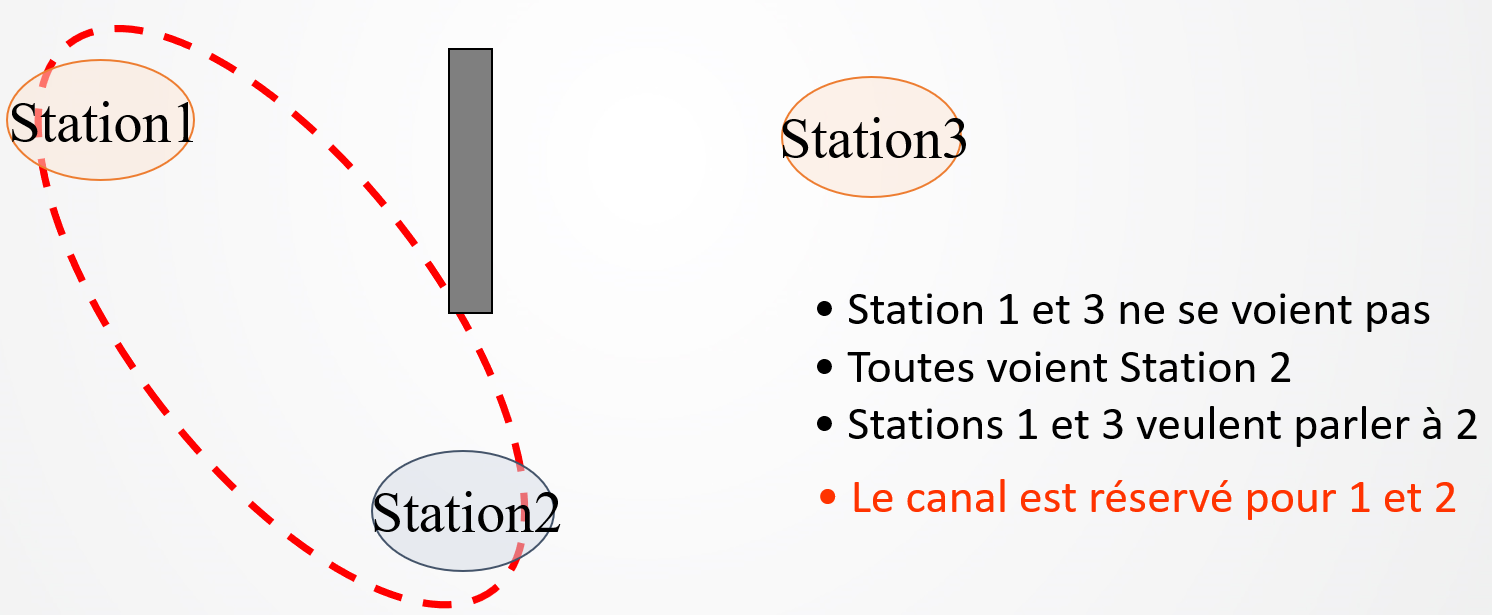 Station1
Station3
• Station 1 et 3 ne se voient pas
• Toutes voient Station 2
• Stations 1 et 3 veulent parler à 2
• Le canal est réservé pour 1 et 2
Station2